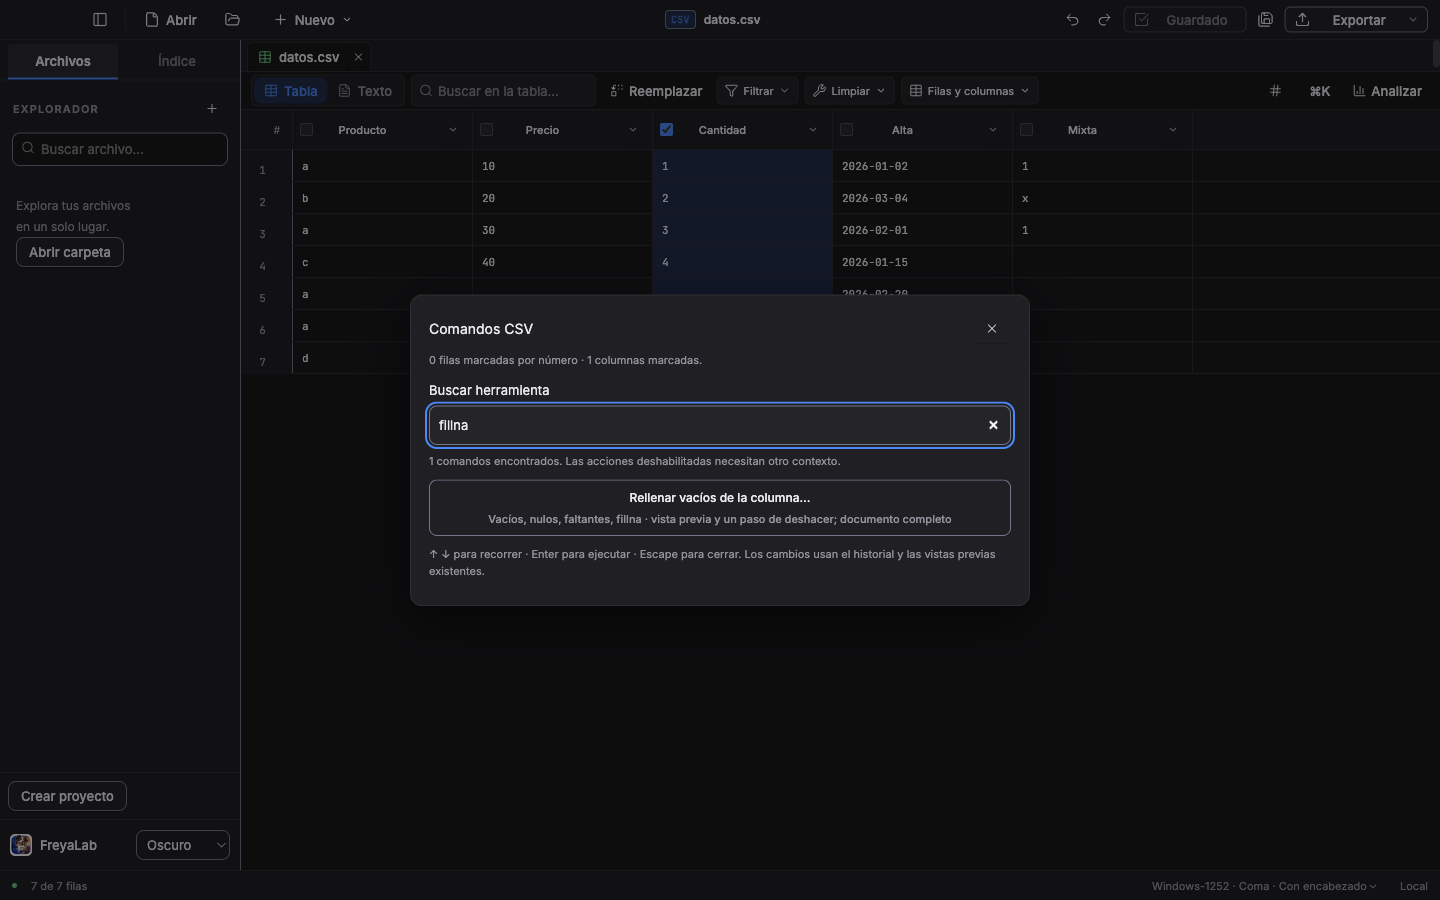 Abrir
Nuevo
CSV datos.csv
Guardado
Exportar
Archivos
Índice
datos.csv
EXPLORADOR
Buscar archivo...
Explora tus archivos
en un solo lugar.
Abrir carpeta
Tabla
Texto
Buscar en la tabla...
Reemplazar
Filtrar
Limpiar
Filas y columnas
#
⌘K
Analizar
# Producto Precio Cantidad Alta Mixta
1 a 10 1 2026-01-02 1
2 b 20 2 2026-03-04 x
3 a 30 3 2026-02-01 1
4 c 40 4 2026-01-15
5 a 2026-02-20
6 a
7 d
Comandos CSV
0 filas marcadas por número · 1 columnas marcadas.
Buscar herramienta
fillna
1 comandos encontrados. Las acciones deshabilitadas necesitan otro contexto.
Rellenar vacíos de la columna...
Vacíos, nulos, faltantes, fillna · vista previa y un paso de deshacer; documento completo
↑ ↓ para recorrer · Enter para ejecutar · Escape para cerrar. Los cambios usan el historial y las vistas previas
existentes.
Crear proyecto
FreyaLab
Oscuro
7 de 7 filas
Windows-1252 · Coma · Con encabezado
Local